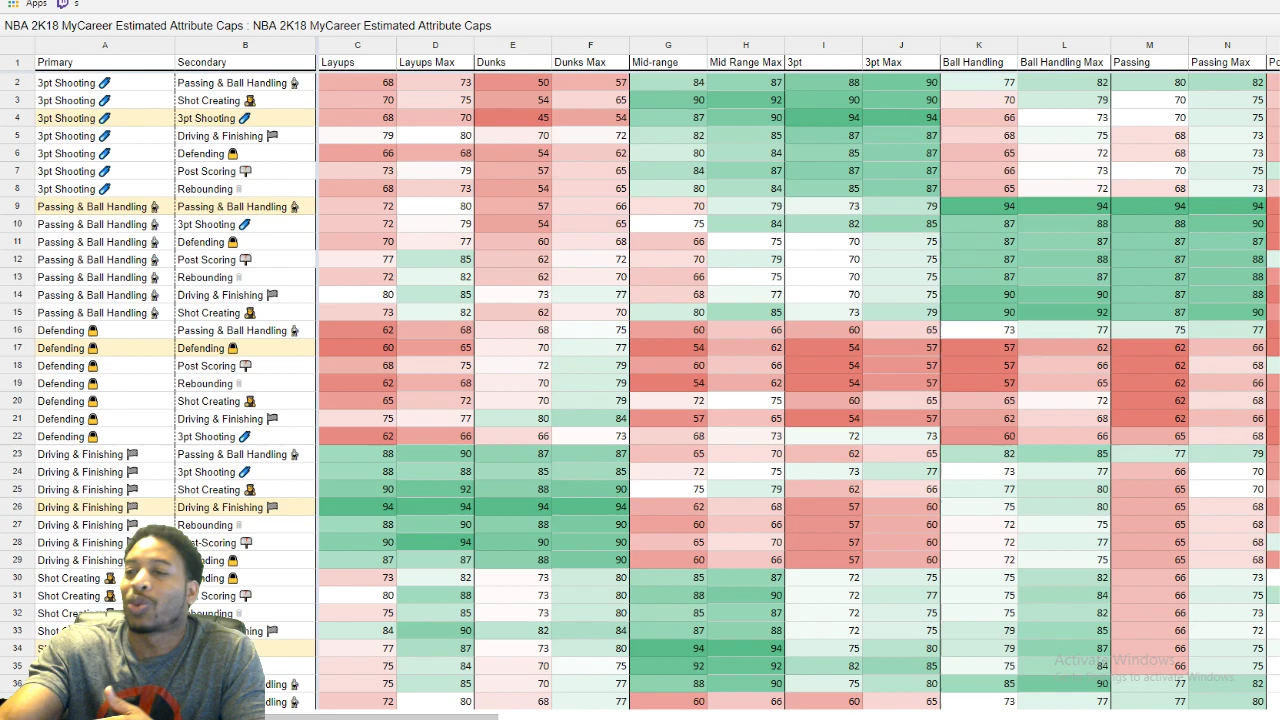 Apps s
NBA 2K18 MyCareer Estimated Attribute Caps : NBA 2K18 MyCareer Estimated Attribute Caps
A B C D E F G H I J K L M N
1 Primary Secondary Layups Layups Max Dunks Dunks Max Mid-range Mid Range Max 3pt 3pt Max Ball Handling Ball Handling Max Passing Passing Max Po
2 3pt Shooting Passing & Ball Handling 68 73 50 57 84 87 88 90 77 82 80 82
3 3pt Shooting Shot Creating 70 75 54 65 90 92 90 90 70 79 70 75
4 3pt Shooting 3pt Shooting 68 70 45 54 87 90 94 94 66 73 70 75
5 3pt Shooting Driving & Finishing 79 80 70 72 82 85 87 87 68 75 68 73
6 3pt Shooting Defending 66 68 54 62 80 84 85 87 65 72 68 73
7 3pt Shooting Post Scoring 73 79 57 65 84 87 87 87 66 73 70 75
8 3pt Shooting Rebounding 68 73 54 65 80 84 85 87 65 72 68 73
9 Passing & Ball Handling Passing & Ball Handling 72 80 57 66 70 79 73 79 94 94 94 94
10 Passing & Ball Handling 3pt Shooting 72 79 54 65 75 84 82 85 87 88 88 90
11 Passing & Ball Handling Defending 70 77 60 68 66 75 70 75 87 88 87 87
12 Passing & Ball Handling Post Scoring 77 85 62 72 70 79 70 75 87 88 87 88
13 Passing & Ball Handling Rebounding 72 82 62 70 66 75 70 75 87 88 87 88
14 Passing & Ball Handling Driving & Finishing 80 85 73 77 68 77 70 75 90 90 87 88
15 Passing & Ball Handling Shot Creating 73 82 62 70 80 85 73 79 90 92 87 90
16 Defending Passing & Ball Handling 62 68 68 75 60 66 60 65 73 77 75 77
17 Defending Defending 60 65 70 77 54 62 54 57 57 62 62 66
18 Defending Post Scoring 68 75 72 79 60 66 54 57 57 66 62 68
19 Defending Rebounding 62 68 70 79 54 62 54 57 57 65 62 66
20 Defending Shot Creating 65 72 70 79 72 75 60 65 62 68 62 68
21 Defending Driving & Finishing 75 77 80 84 57 65 54 57 62 68 62 66
22 Defending 3pt Shooting 62 66 66 73 68 73 72 73 60 66 65 68
23 Driving & Finishing Passing & Ball Handling 88 90 87 87 65 70 62 65 82 85 77 79
24 Driving & Finishing 3pt Shooting 88 88 85 85 72 75 73 77 73 77 66 70
25 Driving & Finishing Shot Creating 90 92 88 90 75 79 62 66 77 80 65 70
26 Driving & Finishing Driving & Finishing 94 94 94 94 62 68 57 60 75 80 65 68
27 Driving & Finishing Rebounding 88 90 88 90 60 66 57 60 72 75 65 68
28 Driving & Finishing st-Scoring 90 94 90 90 65 70 57 60 72 77 65 68
29 Driving & Finishing ending 87 87 88 90 60 66 57 60 72 75 65 68
30 Shot Creating nding 73 82 73 80 85 87 72 75 75 82 66 73
31 Shot Creating Scoring 80 88 73 80 88 90 72 75 75 84 66 75
32 Shot Creating ebounding 75 85 73 80 85 87 72 75 75 82 66 73
33 Shot hing 84 90 82 84 87 88 72 75 79 85 66 72
34 77 84 73 80 94 94 75 80 79 87 66 75
35 75 84 70 75 92 92 82 85 75 84 66 75
36 ndling 75 85 70 77 88 90 75 80 85 90 77 82
ndling 72 80 68 77 60 66 60 65 73 77 77 80
Activate Windows
ngs to activate Windows.